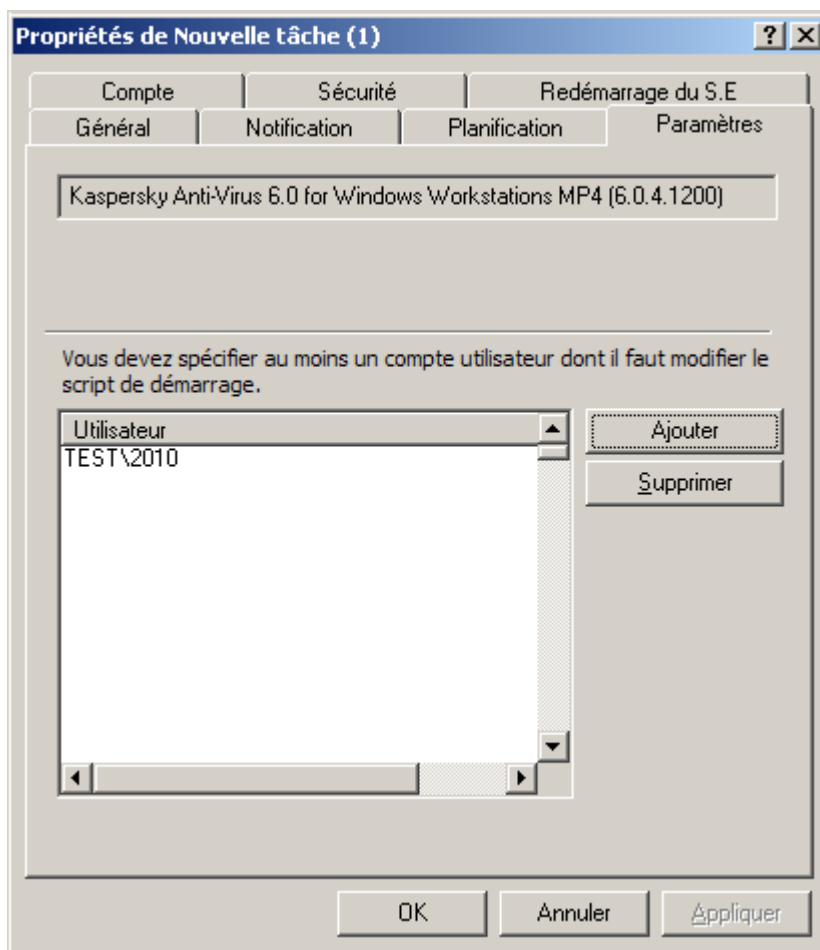 Propriétés de Nouvelle tâche (1)
Compte
Sécurité
Redémarrage du S.E
Général
Notification
Planification
Paramètres
Kaspersky Anti-Virus 6.0 for Windows Workstations MP4 (6.0.4.1200)
Vous devez spécifier au moins un compte utilisateur dont il faut modifier le
script de démarrage.
Utilisateur
TEST\2010
Ajouter
Supprimer
OK
Annuler
Appliquer